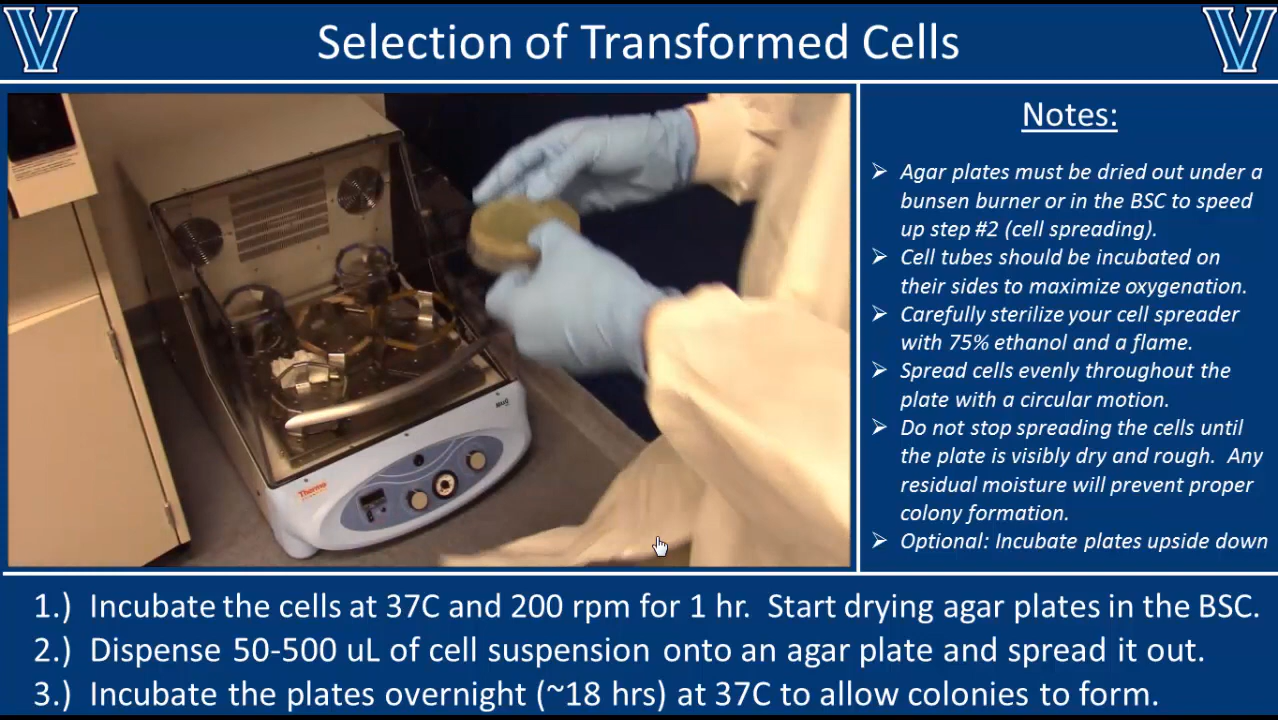 Selection of Transformed Cells
Notes:
➢ Agar plates must be dried out under a
bunsen burner or in the BSC to speed
up step #2 (cell spreading).
➢ Cell tubes should be incubated on
their sides to maximize oxygenation.
➢ Carefully sterilize your cell spreader
with 75% ethanol and a flame.
➢ Spread cells evenly throughout the
plate with a circular motion.
➢ Do not stop spreading the cells until
the plate is visibly dry and rough. Any
residual moisture will prevent proper
colony formation.
➢ Optional: Incubate plates upside down
Thermo
1.) Incubate the cells at 37C and 200 rpm for 1 hr. Start drying agar plates in the BSC.
2.) Dispense 50-500 uL of cell suspension onto an agar plate and spread it out.
3.) Incubate the plates overnight (~18 hrs) at 37C to allow colonies to form.